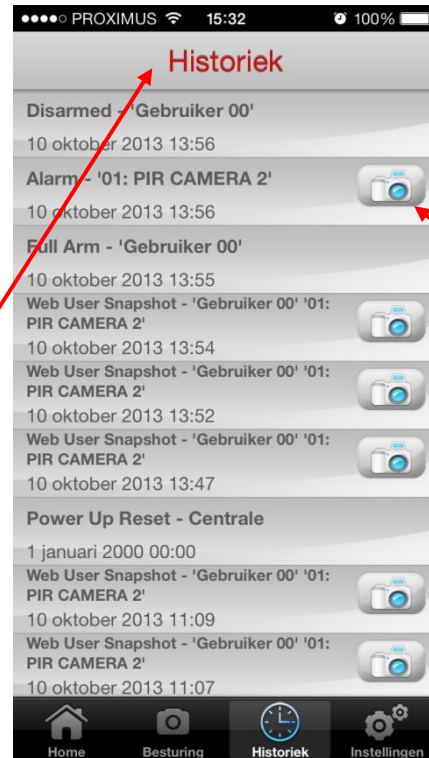 PROXIMUS 15:32 100%
Historiek
Disarmed - 'Gebruiker 00'
10 oktober 2013 13:56
Alarm - '01: PIR CAMERA 2'
10 oktober 2013 13:56
Full Arm - 'Gebruiker 00'
10 oktober 2013 13:55
Web User Snapshot - 'Gebruiker 00' '01:
PIR CAMERA 2'
10 oktober 2013 13:54
Web User Snapshot - 'Gebruiker 00' '01:
PIR CAMERA 2'
10 oktober 2013 13:52
Web User Snapshot - 'Gebruiker 00' '01:
PIR CAMERA 2'
10 oktober 2013 13:47
Power Up Reset - Centrale
1 januari 2000 00:00
Web User Snapshot - 'Gebruiker 00' '01:
PIR CAMERA 2'
10 oktober 2013 11:09
Web User Snapshot - 'Gebruiker 00' '01:
PIR CAMERA 2'
10 oktober 2013 11:07
Home Besturing Historiek Instellingen